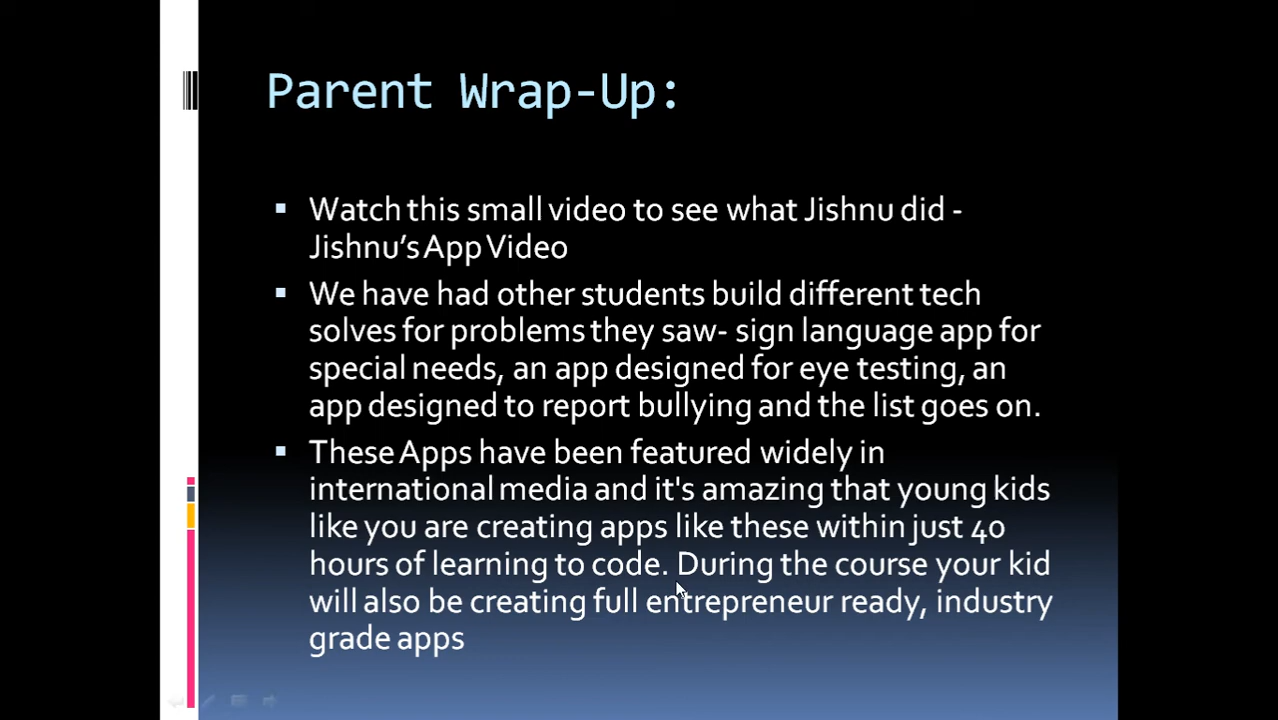 Parent Wrap-Up:
▪ Watch this small video to see what Jishnu did -
Jishnu’s App Video
▪ We have had other students build different tech
solves for problems they saw- sign language app for
special needs, an app designed for eye testing, an
app designed to report bullying and the list goes on.
▪ These Apps have been featured widely in
international media and it's amazing that young kids
like you are creating apps like these within just 40
hours of learning to code. During the course your kid
will also be creating full entrepreneur ready, industry
grade apps